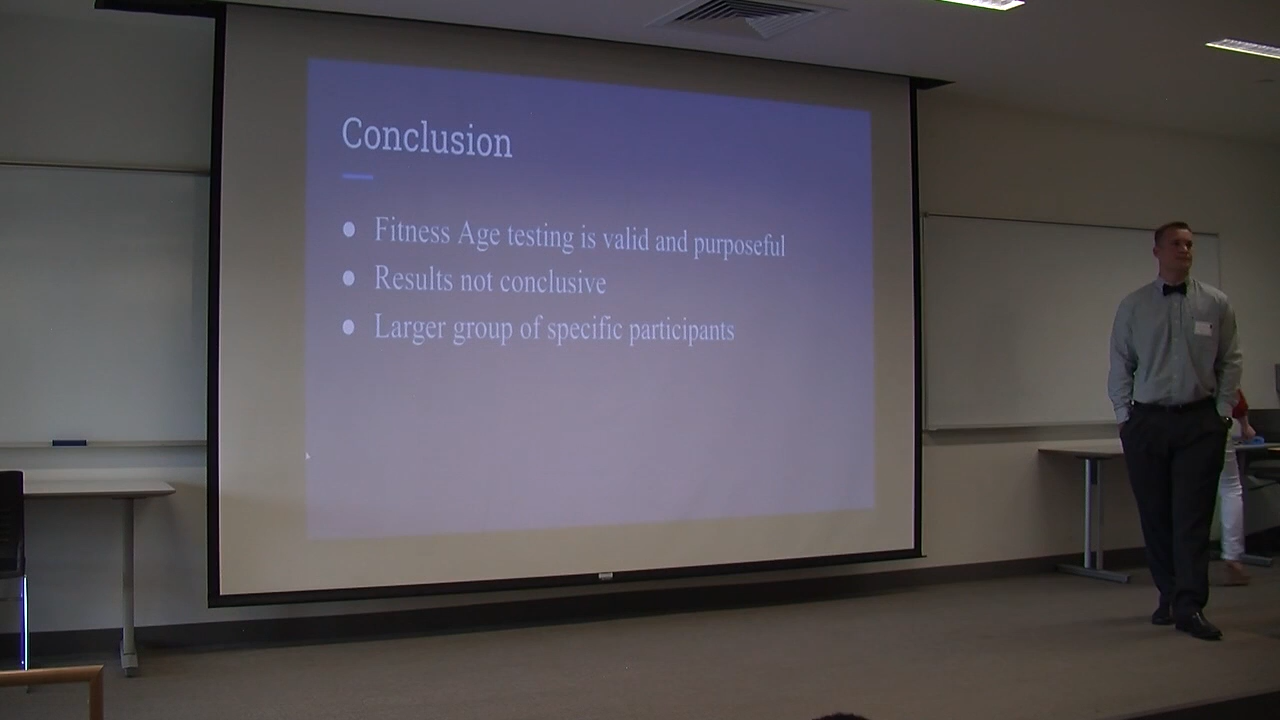 Conclusion
● Fitness Age testing is valid and purposeful
● Results not conclusive
● Larger group of specific participants